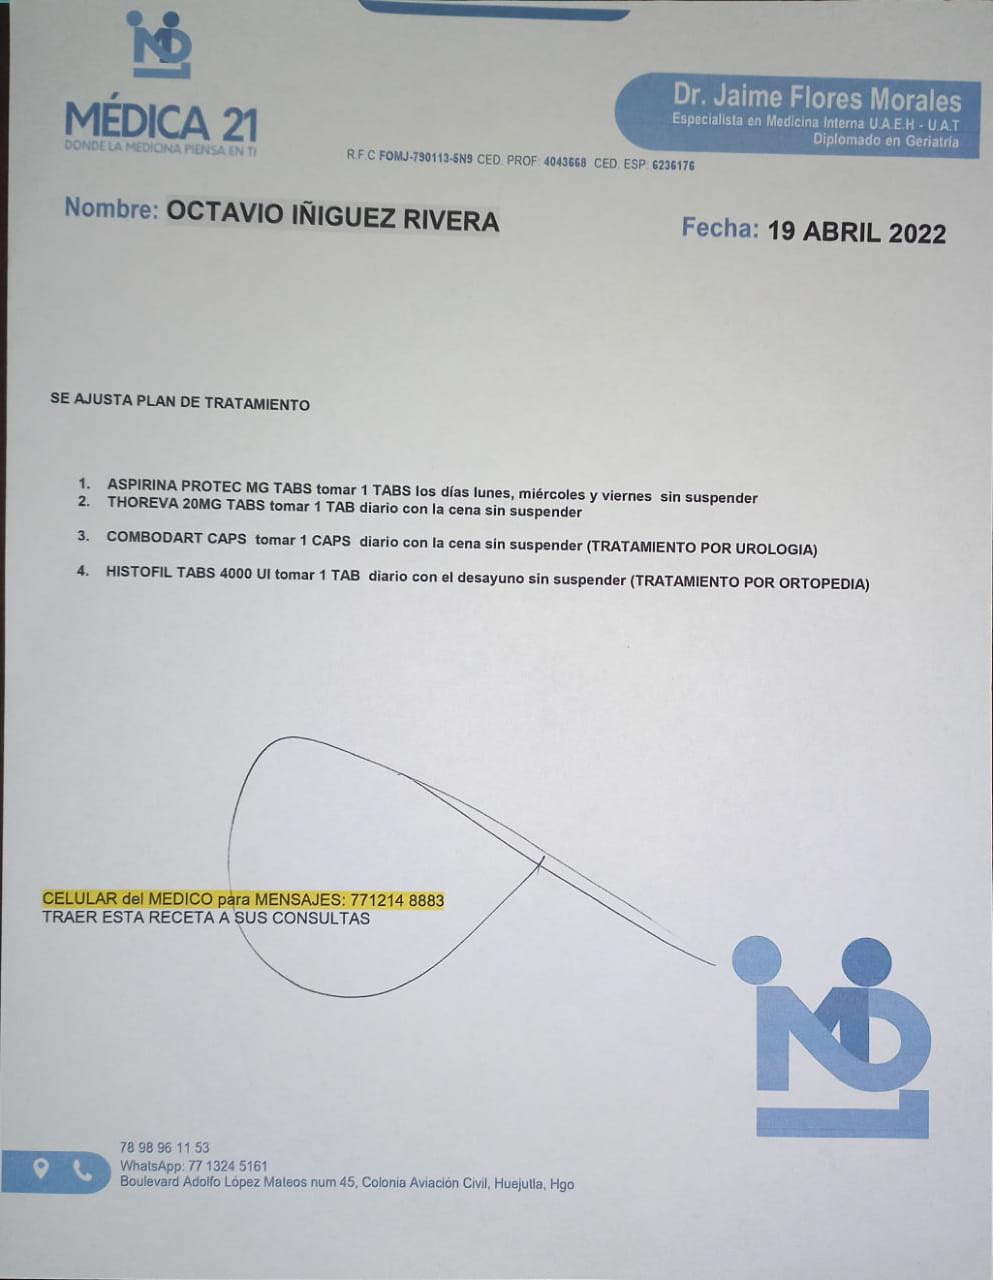 MÉDICA 21
DONDE LA MEDICINA PIENSA EN TI
Dr. Jaime Flores Morales
Especialista en Medicina Interna U.A.E.H - U.A.T
Diplomado en Geriatría
R.F.C FOMJ-790113-5N9 CED. PROF: 4043668 CED. ESP: 6236176
Nombre: OCTAVIO IÑIGUEZ RIVERA
Fecha: 19 ABRIL 2022
SE AJUSTA PLAN DE TRATAMIENTO
1. ASPIRINA PROTEC MG TABS tomar 1 TABS los días lunes, miércoles y viernes sin suspender
2. THOREVA 20MG TABS tomar 1 TAB diario con la cena sin suspender
3. COMBODART CAPS tomar 1 CAPS diario con la cena sin suspender (TRATAMIENTO POR UROLOGIA)
4. HISTOFIL TABS 4000 UI tomar 1 TAB diario con el desayuno sin suspender (TRATAMIENTO POR ORTOPEDIA)
CELULAR del MEDICO para MENSAJES: 771214 8883
TRAER ESTA RECETA A SUS CONSULTAS
78 98 96 11 53
WhatsApp: 77 1324 5161
Boulevard Adolfo López Mateos num 45, Colonia Aviación Civil, Huejutla, Hgo